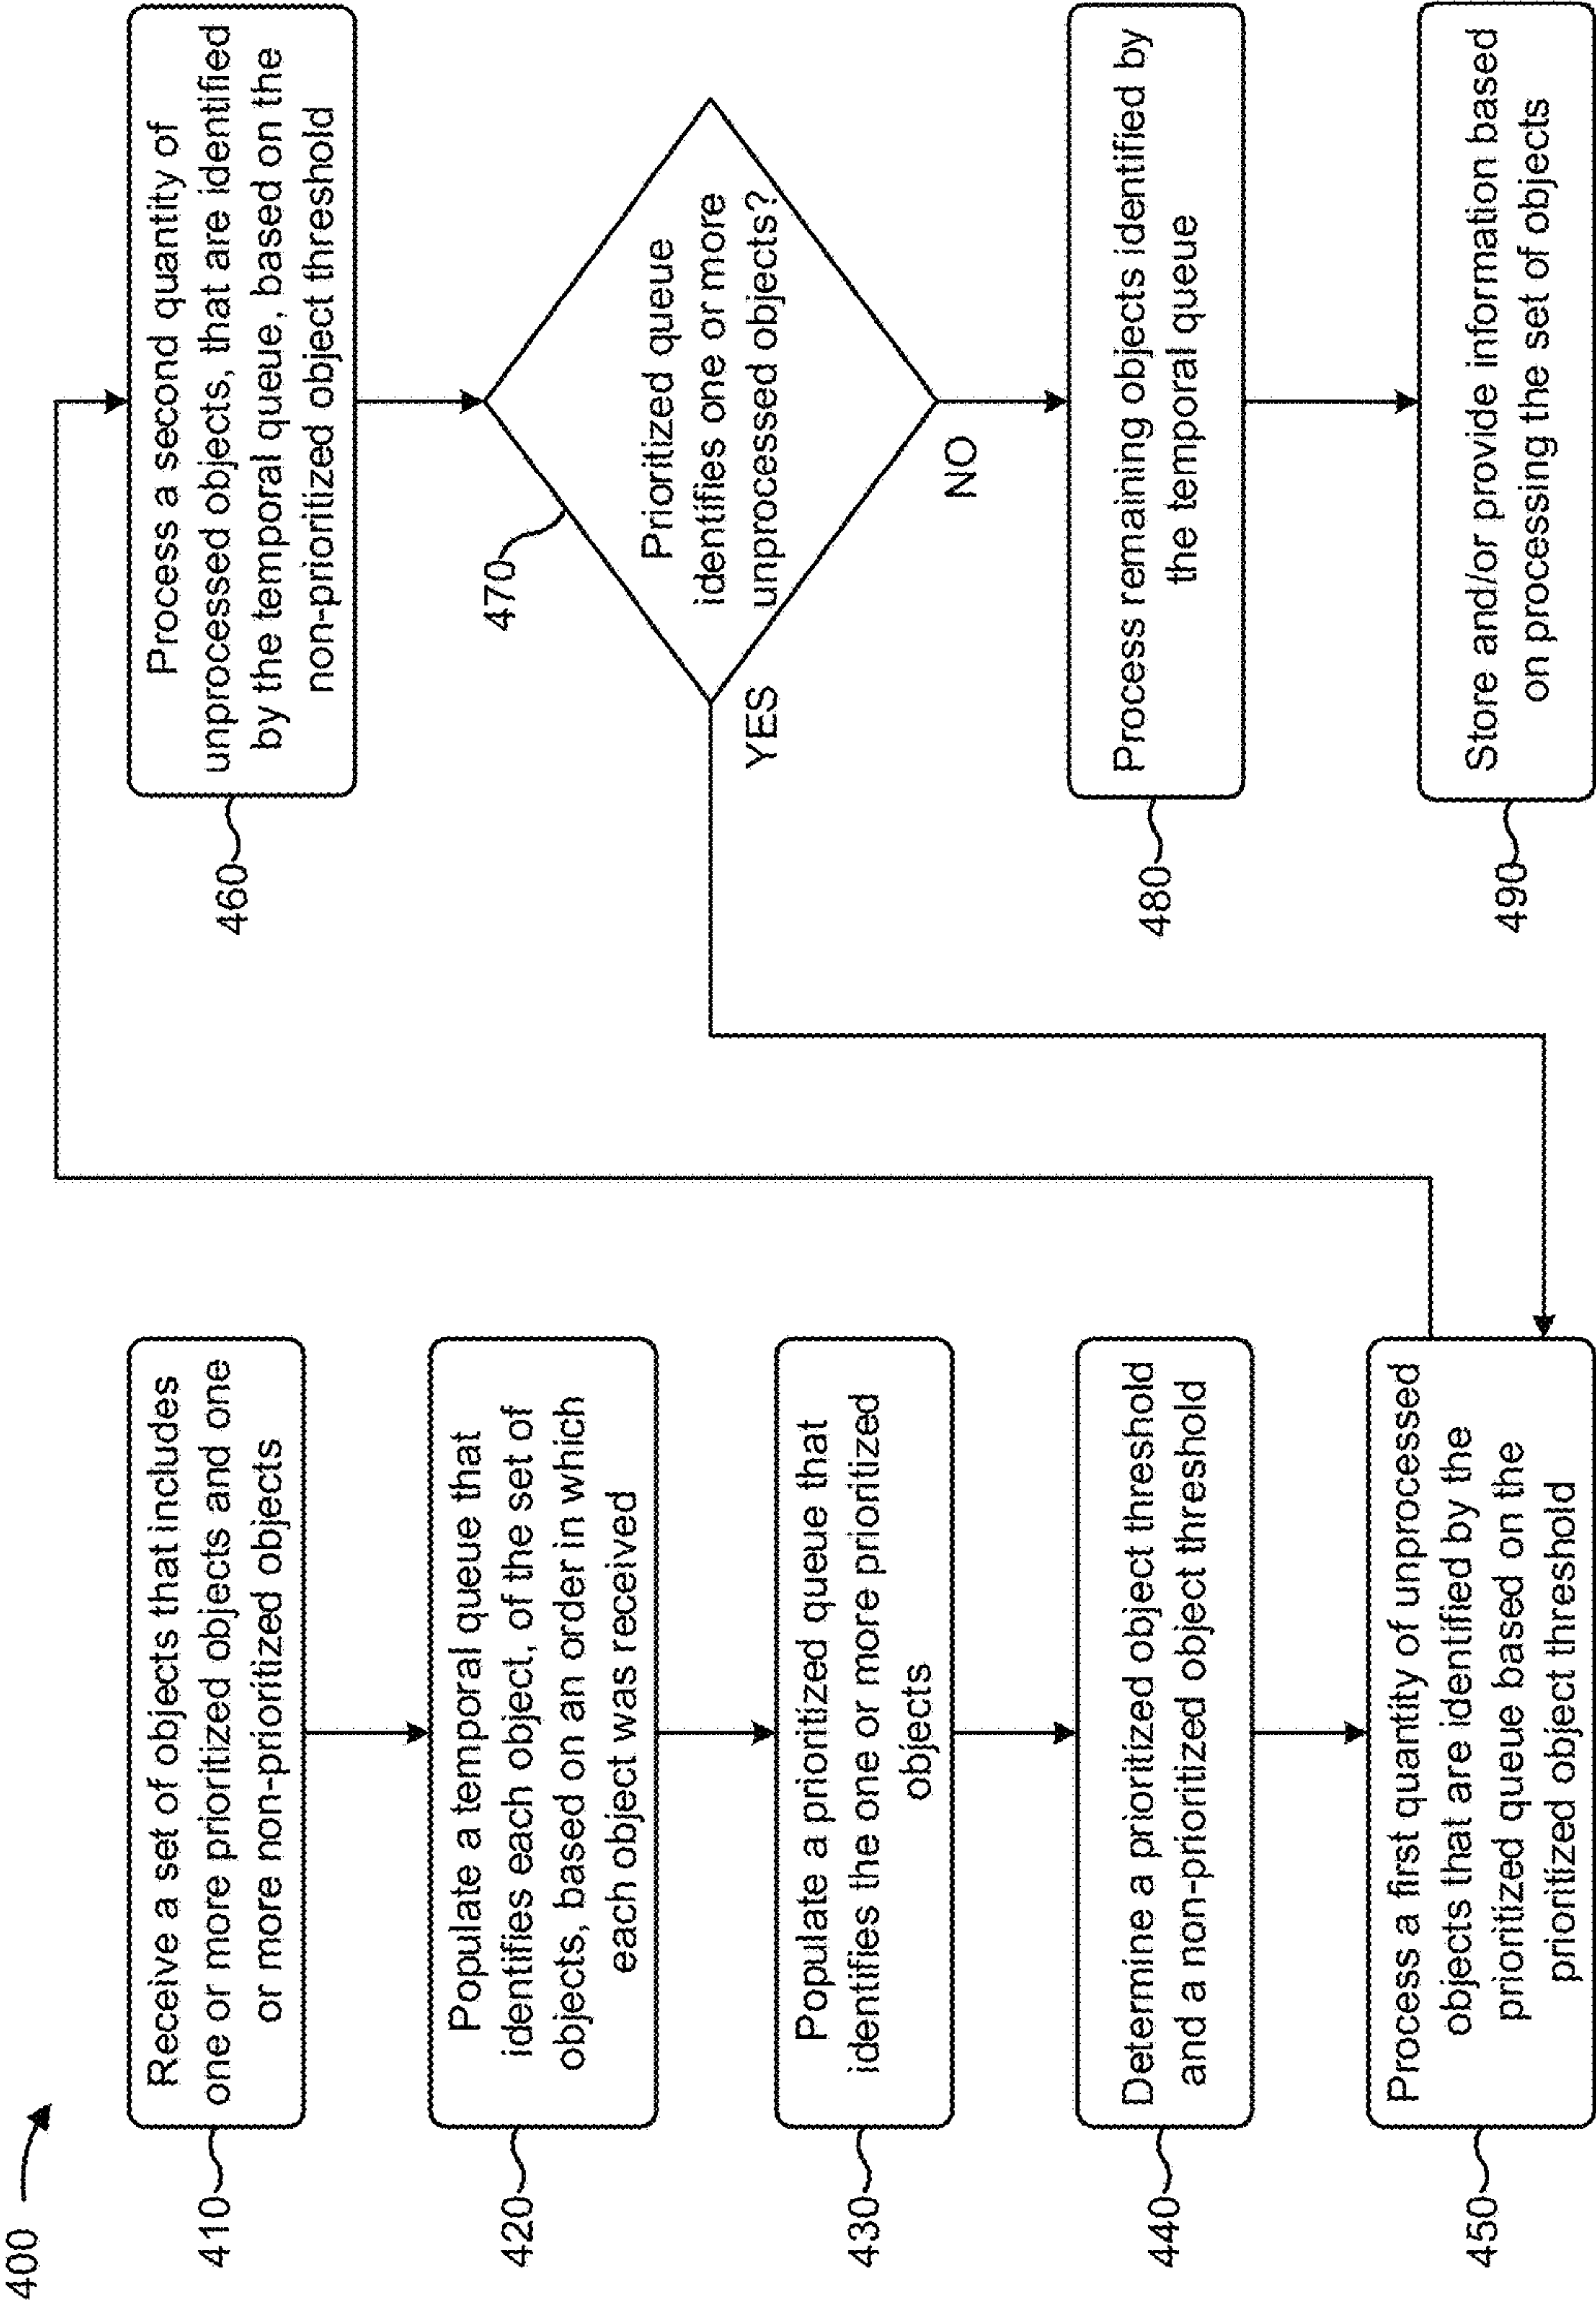 400
410
Receive a set of objects that includes
one or more prioritized objects and one
or more non-prioritized objects
420
Populate a temporal queue that
identifies each object, of the set of
objects, based on an order in which
each object was received
430
Populate a prioritized queue that
identifies the one or more prioritized
objects
440
Determine a prioritized object threshold
and a non-prioritized object threshold
450
Process a first quantity of unprocessed
objects that are identified by the
prioritized queue based on the
prioritized object threshold
460
Process a second quantity of
unprocessed objects, that are identified
by the temporal queue, based on the
non-prioritized object threshold
470
Prioritized queue
identifies one or more
unprocessed objects?
YES
NO
480
Process remaining objects identified by
the temporal queue
490
Store and/or provide information based
on processing the set of objects